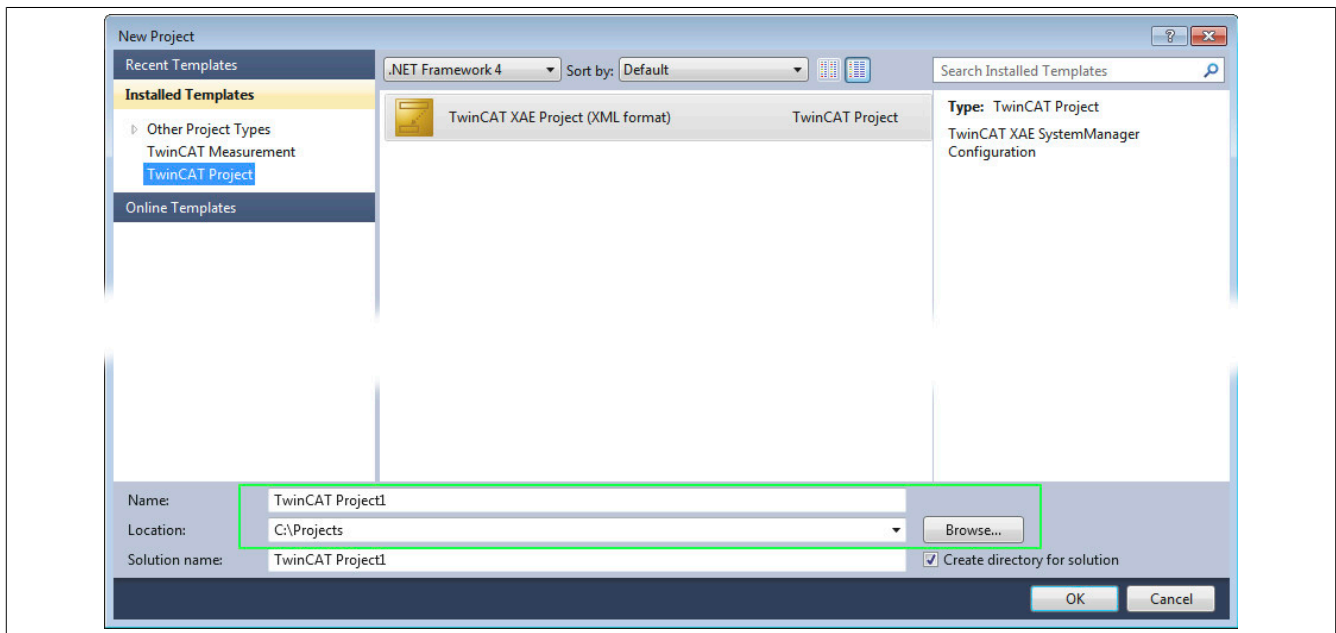 New Project
Recent Templates
Installed Templates
Other Project Types
TwinCAT Measurement
TwinCAT Project
Online Templates
.NET Framework 4 Sort by: Default
TwinCAT XAE Project (XML format) TwinCAT Project
Search Installed Templates
Type: TwinCAT Project
TwinCAT XAE SystemManager
Configuration
Name: TwinCAT Project1
Location: C:\Projects Browse...
Solution name: TwinCAT Project1 Create directory for solution
OK Cancel